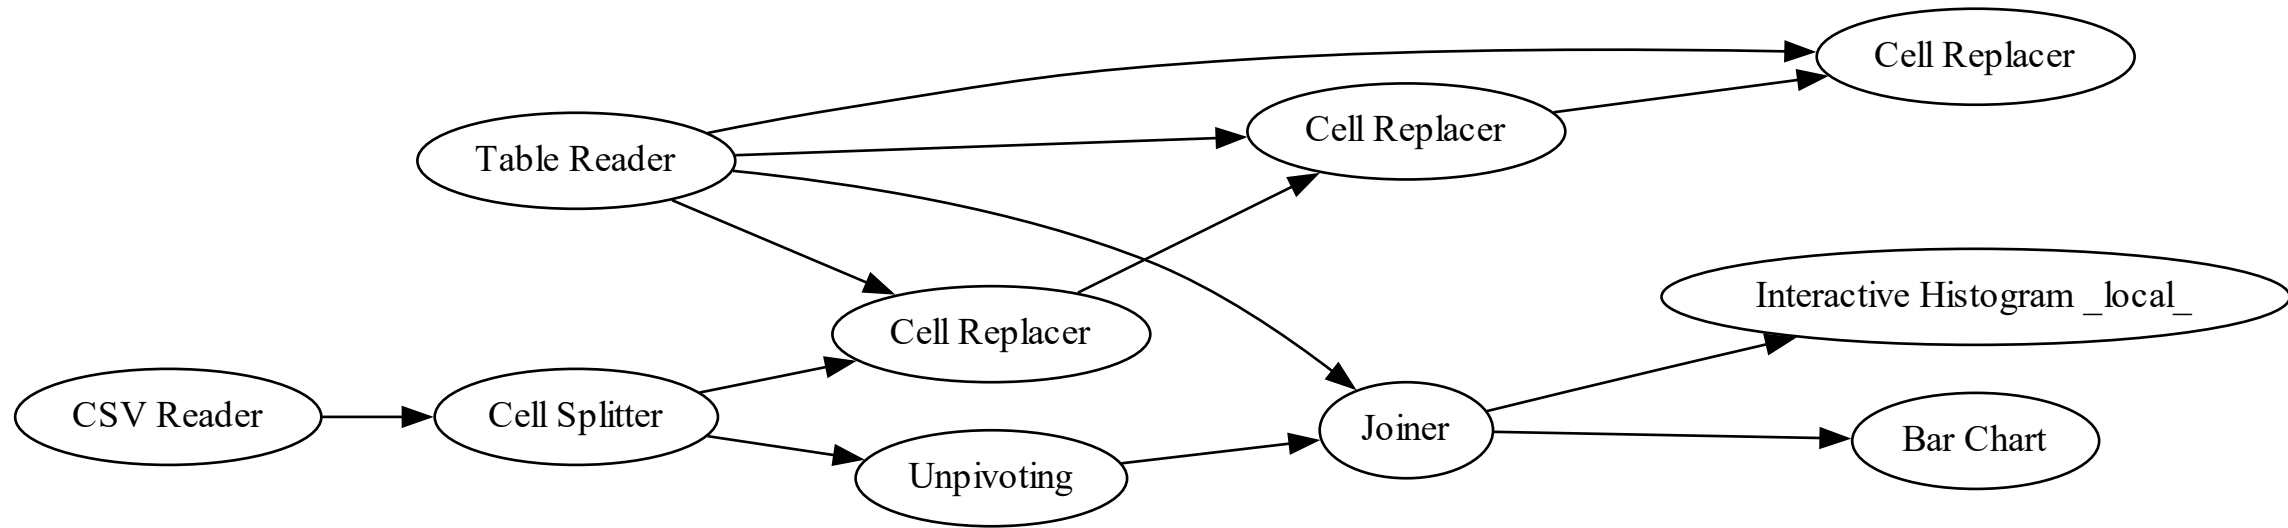 Cell Replacer
Cell Replacer
Table Reader
Interactive Histogram _local_
Cell Replacer
CSV Reader
Cell Splitter
Joiner
Bar Chart
Unpivoting